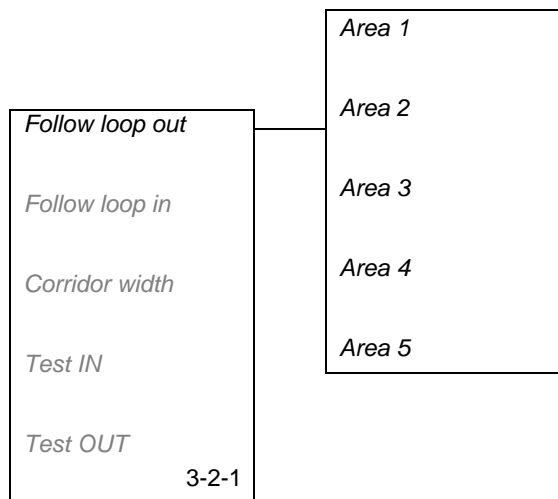 Follow loop out
Follow loop in
Corridor width
Test IN
Test OUT
3-2-1
Area 1
Area 2
Area 3
Area 4
Area 5